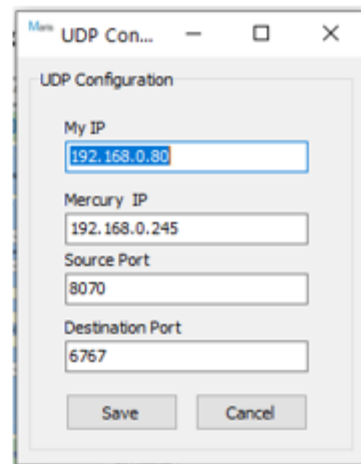 Maris UDP Con...
UDP Configuration
My IP
192.168.0.80
Mercury IP
192.168.0.245
Source Port
8070
Destination Port
6767
Save Cancel